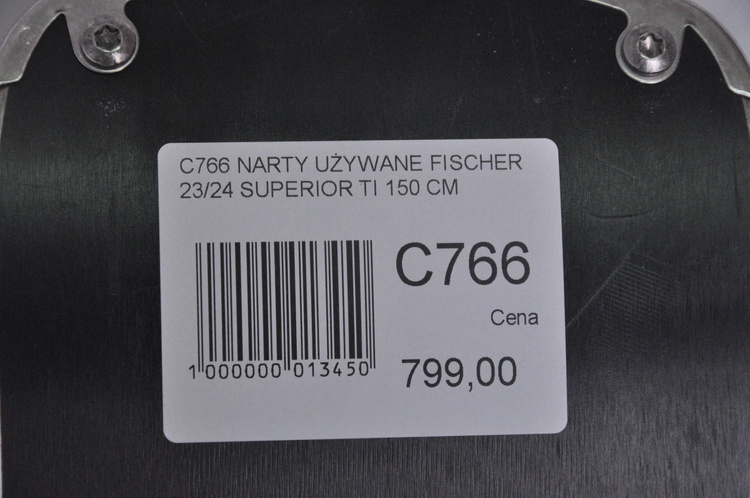 C766 NARTY UŻYWANE FISCHER
23/24 SUPERIOR TI 150 CM
C766
Cena
799,00
1 000000 013450